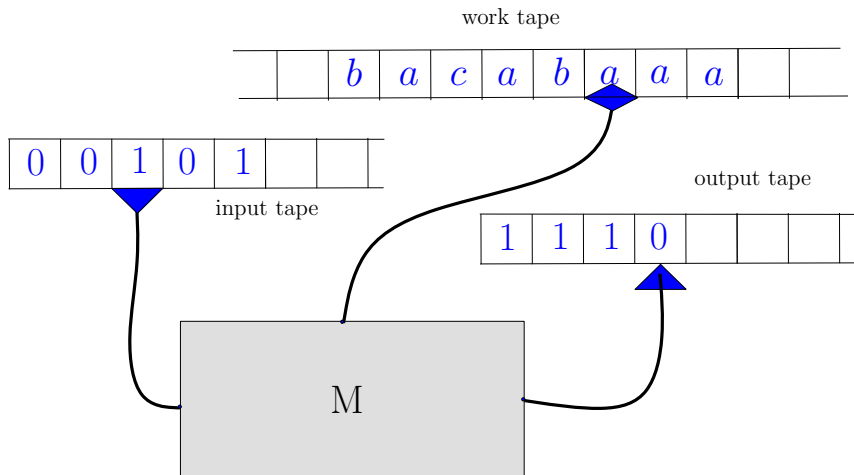 work tape
b a c a b a a a
0 0 1 0 1
input tape
output tape
1 1 1 0
M